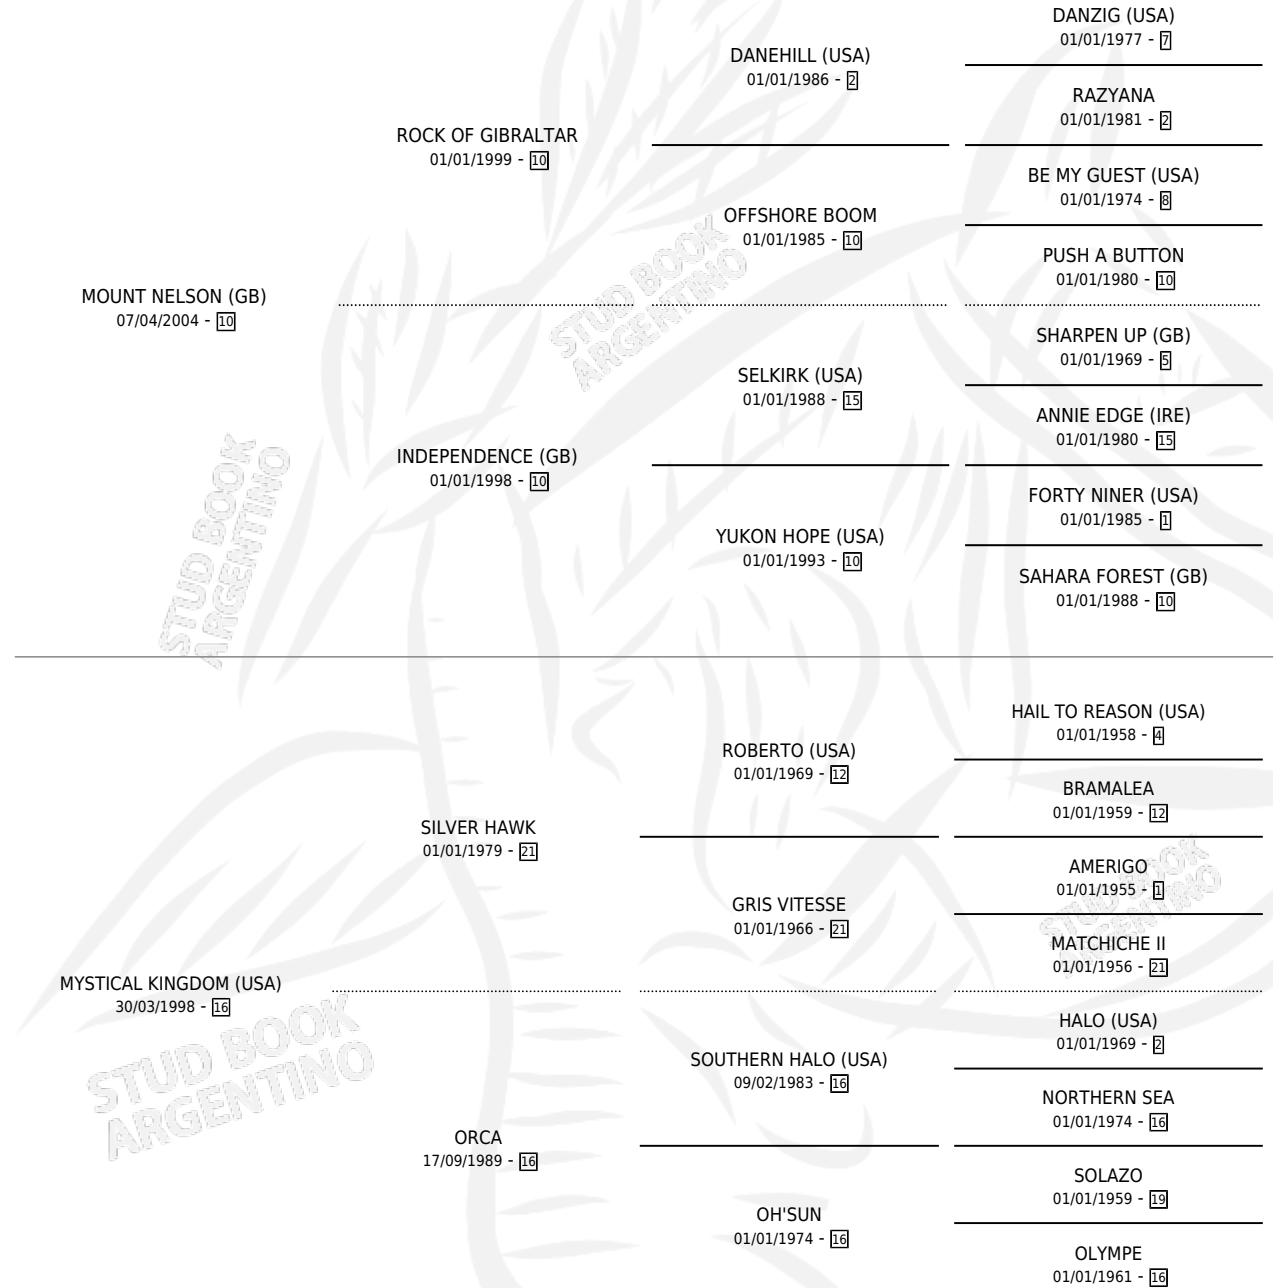 DANZIG (USA)
01/01/1977 - 7
DANEHILL (USA)
01/01/1986 - 2
RAZYANA
01/01/1981 - 2
ROCK OF GIBRALTAR
01/01/1999 - 10
BE MY GUEST (USA)
01/01/1974 - 8
OFFSHORE BOOM
01/01/1985 - 10
PUSH A BUTTON
01/01/1980 - 10
MOUNT NELSON (GB)
07/04/2004 - 10
SHARPEN UP (GB)
01/01/1969 - 5
SELKIRK (USA)
01/01/1988 - 15
ANNIE EDGE (IRE)
01/01/1980 - 15
INDEPENDENCE (GB)
01/01/1998 - 10
FORTY NINER (USA)
01/01/1985 - 1
YUKON HOPE (USA)
01/01/1993 - 10
SAHARA FOREST (GB)
01/01/1988 - 10
HAIL TO REASON (USA)
01/01/1958 - 4
ROBERTO (USA)
01/01/1969 - 12
BRAMALEA
01/01/1959 - 12
SILVER HAWK
01/01/1979 - 21
AMERIGO
01/01/1955 - 1
GRIS VITESSE
01/01/1966 - 21
MATCHICHE II
01/01/1956 - 21
MYSTICAL KINGDOM (USA)
30/03/1998 - 16
HALO (USA)
01/01/1969 - 2
SOUTHERN HALO (USA)
09/02/1983 - 16
NORTHERN SEA
01/01/1974 - 16
ORCA
17/09/1989 - 16
SOLAZO
01/01/1959 - 19
OH'SUN
01/01/1974 - 16
OLYMPE
01/01/1961 - 16
STUD BOOK
ARGENTINO
STUD BOOK
ARGENTINO
STUD BOOK
ARGENTINO
STUD BOOK
ARGENTINO